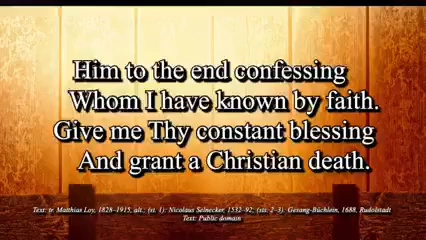 Him to the end confessing
Whom I have known by faith.
Give me Thy constant blessing
And grant a Christian death.
Text: tr. Matthias Loy, 1828–1915, alt.; (st. 1): Nicolaus Selnecker, 1532–92; (sts. 2–3): Gesang-Büchlein, 1688, Rudolstadt
Text: Public domain